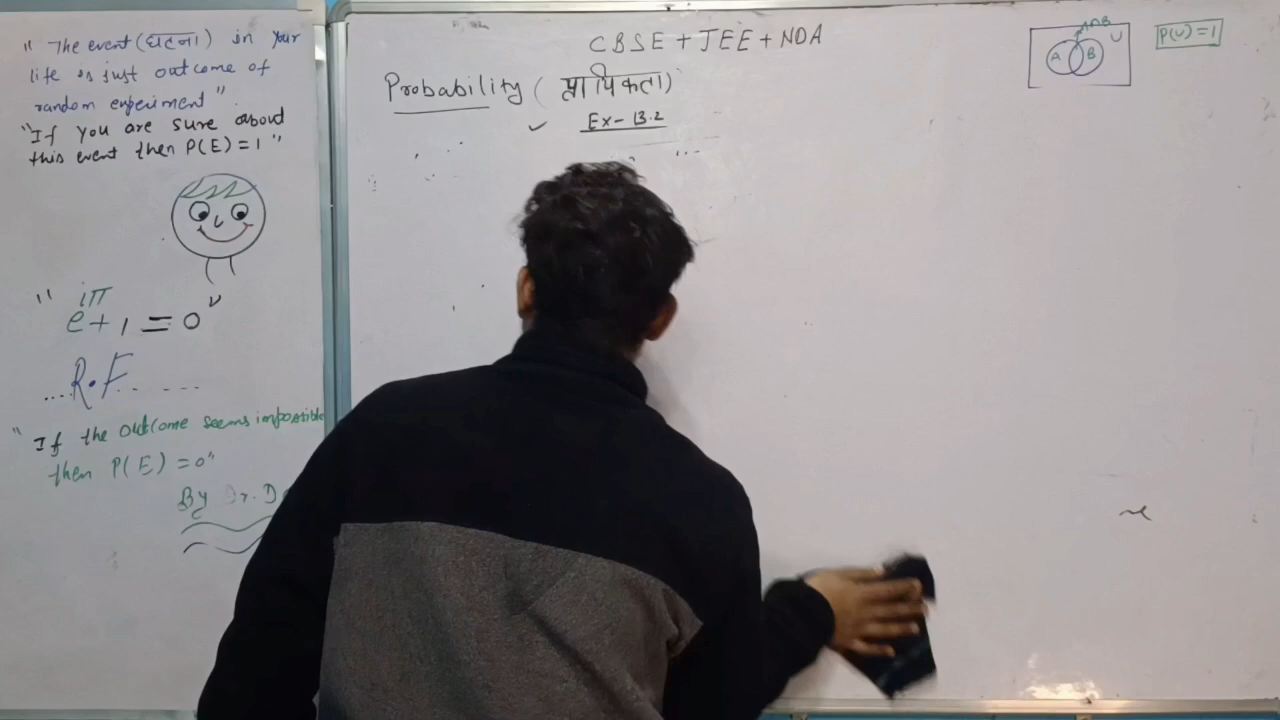 " The event (घटना) in your
life is just outcome of
random experiment"
"If you are sure about
this event then P(E)=1"
"e^{iπ}+1=0"
....R.F......
"If the outcome seems impossible
then P(E)=0"
By Dr. D
CBSE+JEE+NDA
Probability (प्रायिकता)
✓ Ex-13.2
A∩B
A B U
P(U)=1